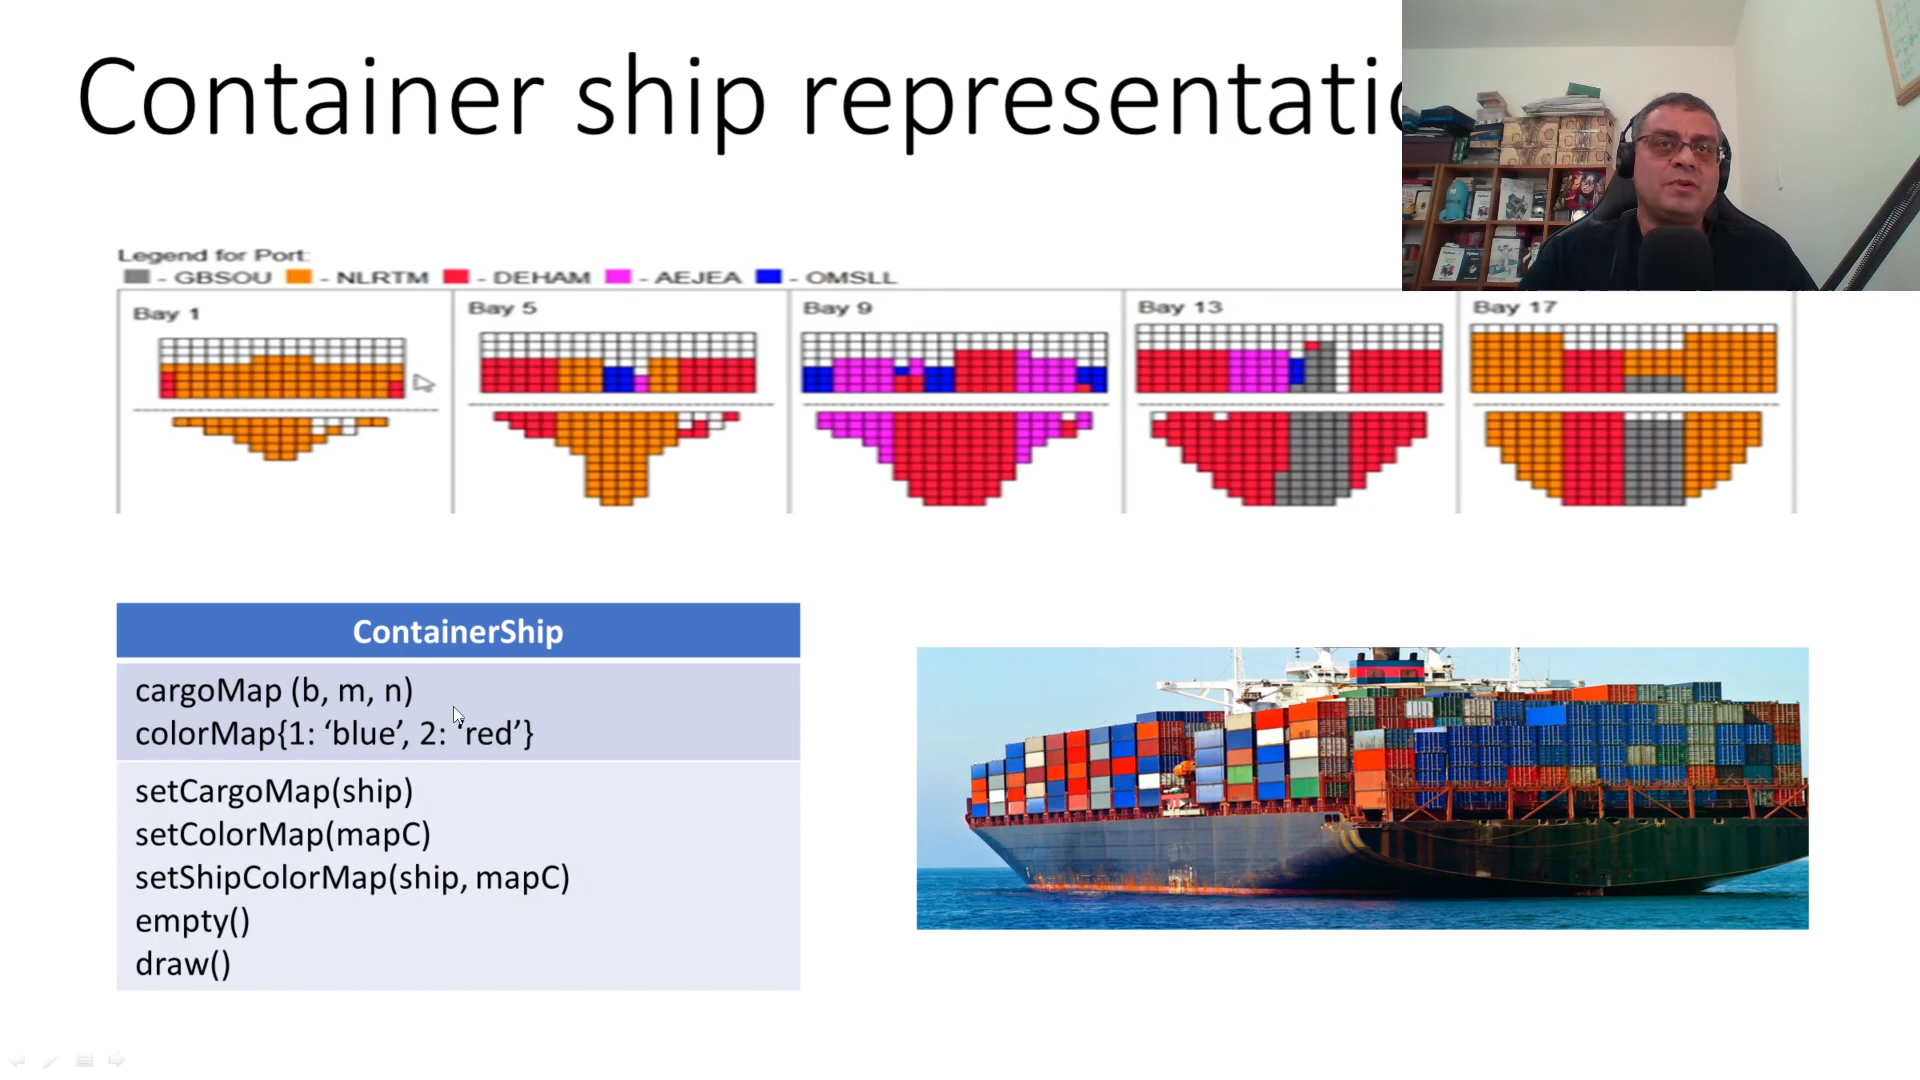 Container ship representatio
Legend for Port:
- GBSOU - NLRTM - DEHAM - AEJEA - OMSLL
Bay 1
Bay 5
Bay 9
Bay 13
Bay 17
ContainerShip
cargoMap (b, m, n)
colorMap{1: ‘blue’, 2: ‘red’}
setCargoMap(ship)
setColorMap(mapC)
setShipColorMap(ship, mapC)
empty()
draw()